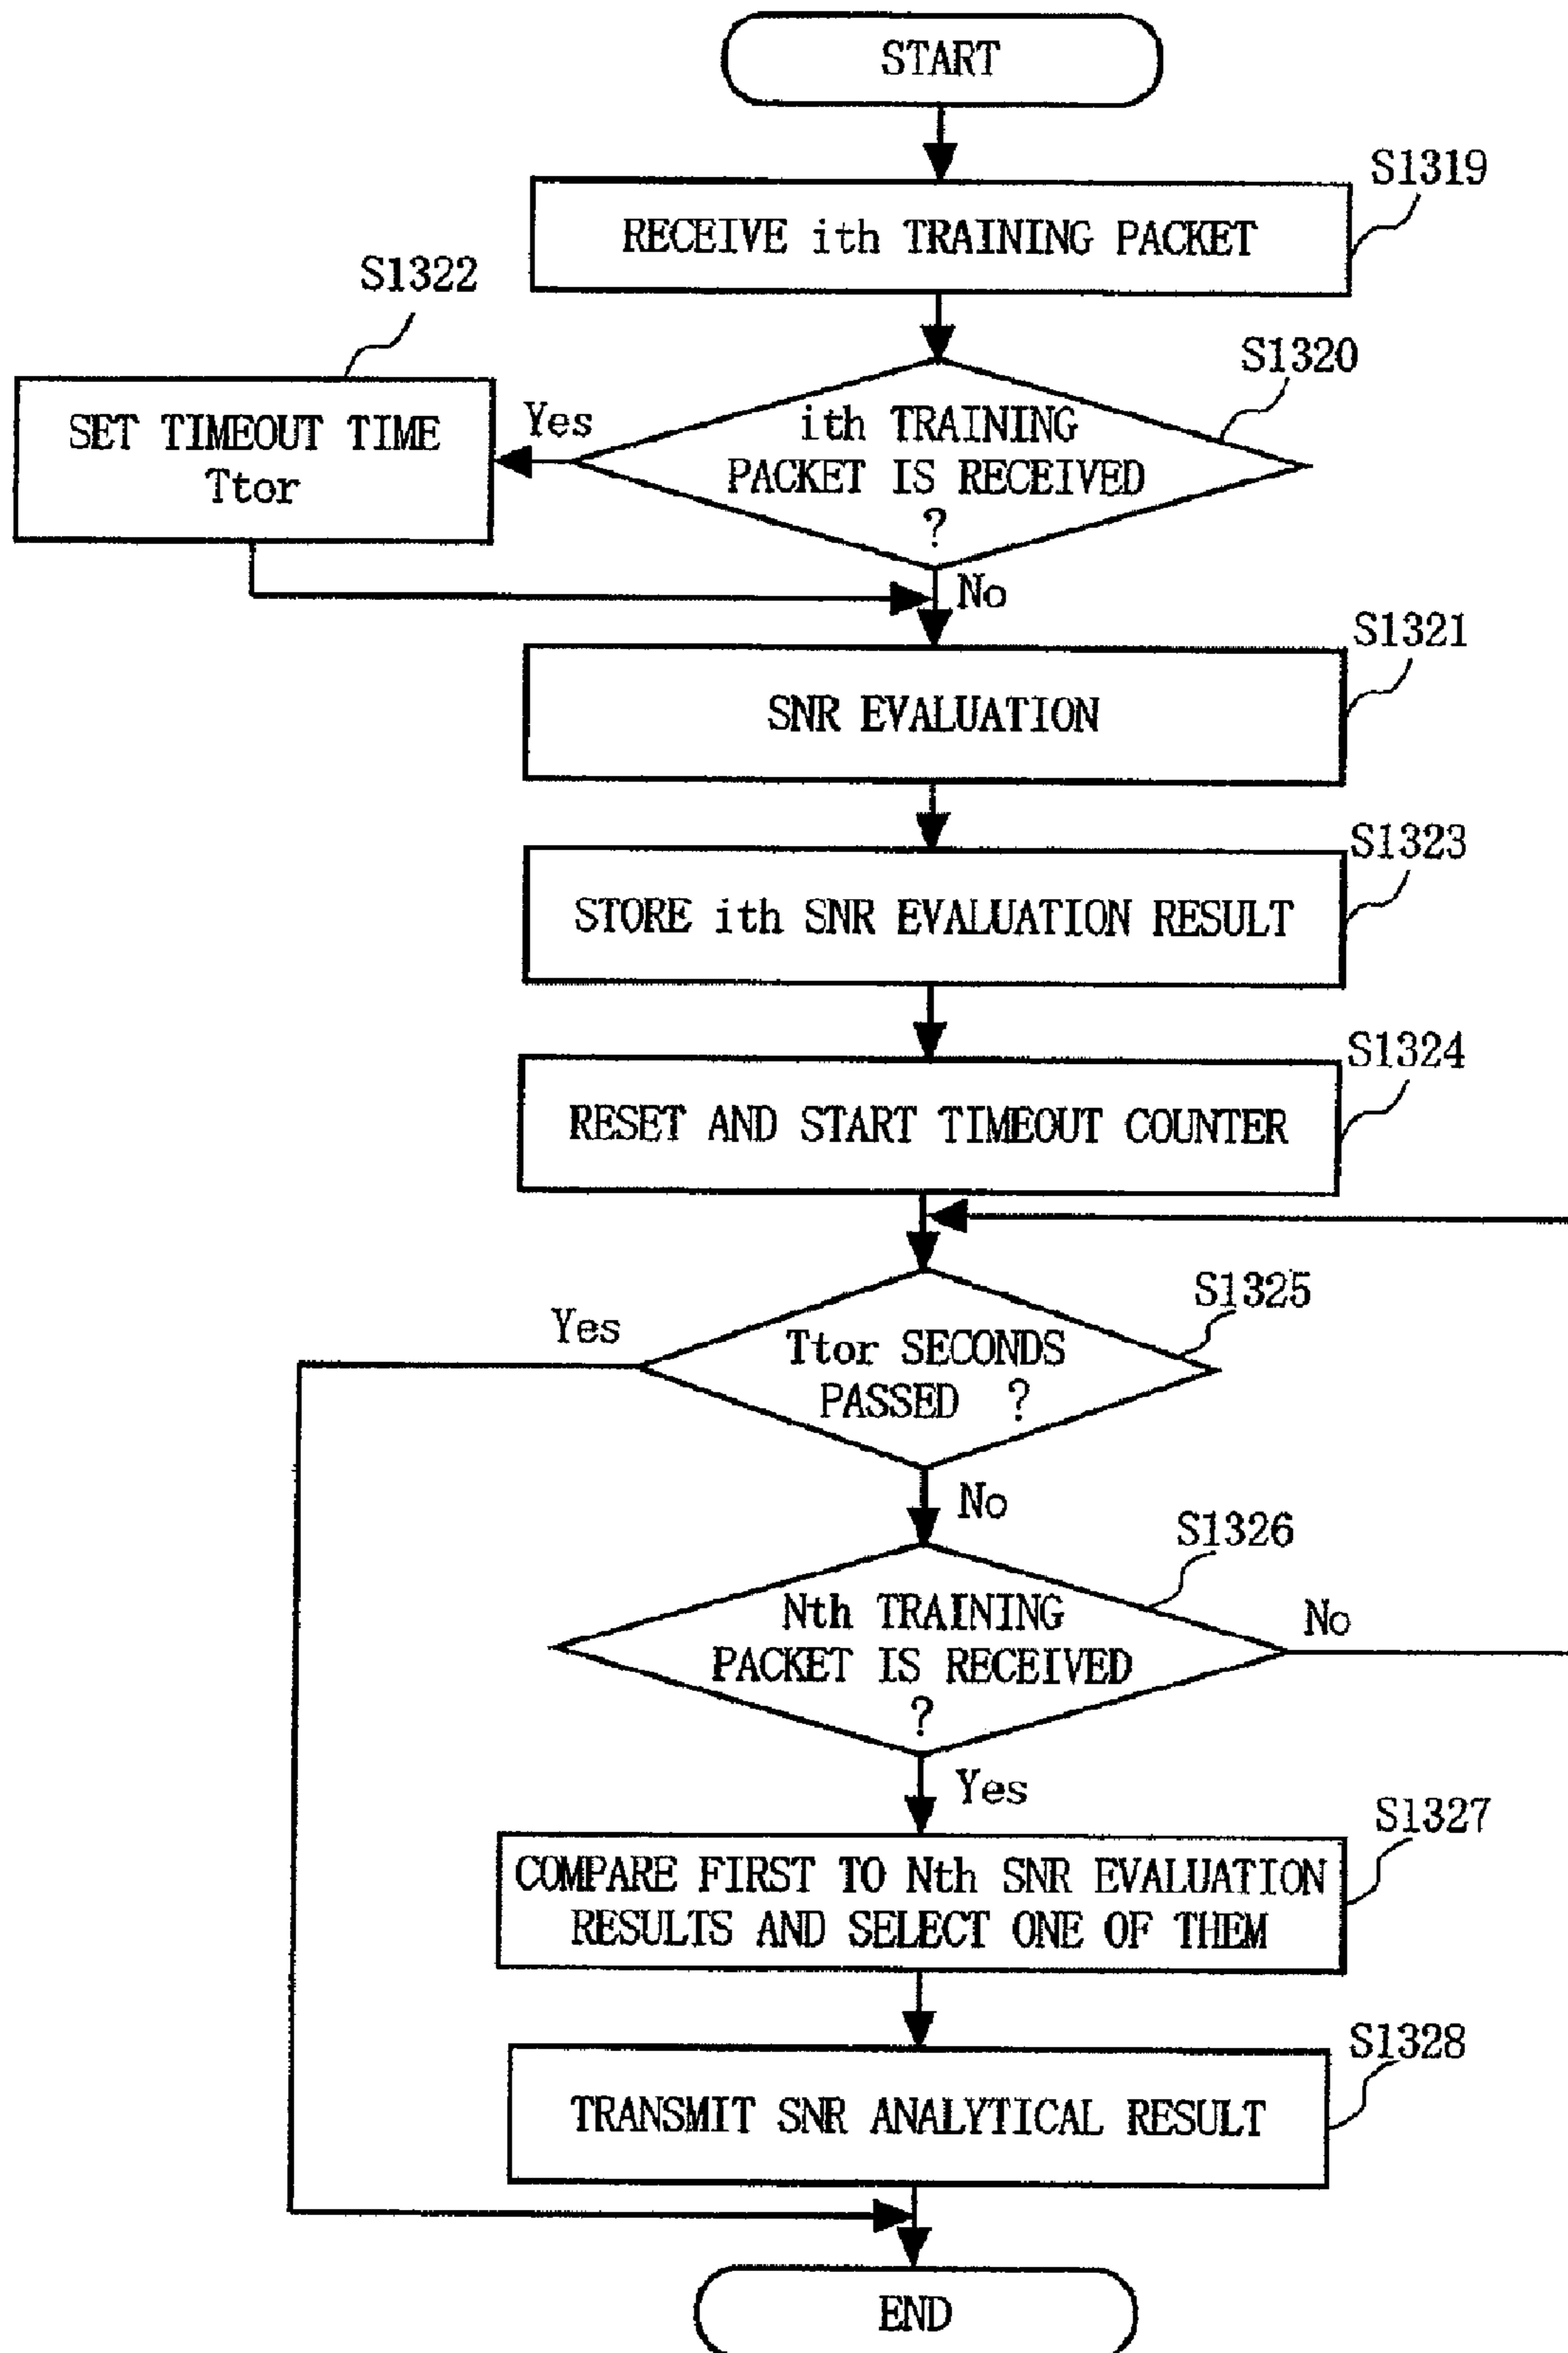 START
S1319
RECEIVE ith TRAINING PACKET
S1322
S1320
SET TIMEOUT TIME
Ttor
Yes
ith TRAINING
PACKET IS RECEIVED
?
No
S1321
SNR EVALUATION
S1323
STORE ith SNR EVALUATION RESULT
S1324
RESET AND START TIMEOUT COUNTER
S1325
Yes
Ttor SECONDS
PASSED ?
No
S1326
Nth TRAINING
PACKET IS RECEIVED
?
No
Yes
S1327
COMPARE FIRST TO Nth SNR EVALUATION
RESULTS AND SELECT ONE OF THEM
S1328
TRANSMIT SNR ANALYTICAL RESULT
END